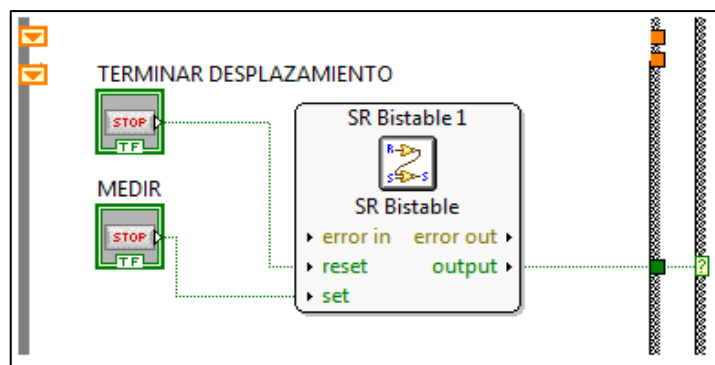 TERMINAR DESPLAZAMIENTO
STOP
TF
MEDIR
STOP
TF
SR Bistable 1
R
S S
SR Bistable
error in error out
reset output
set
?